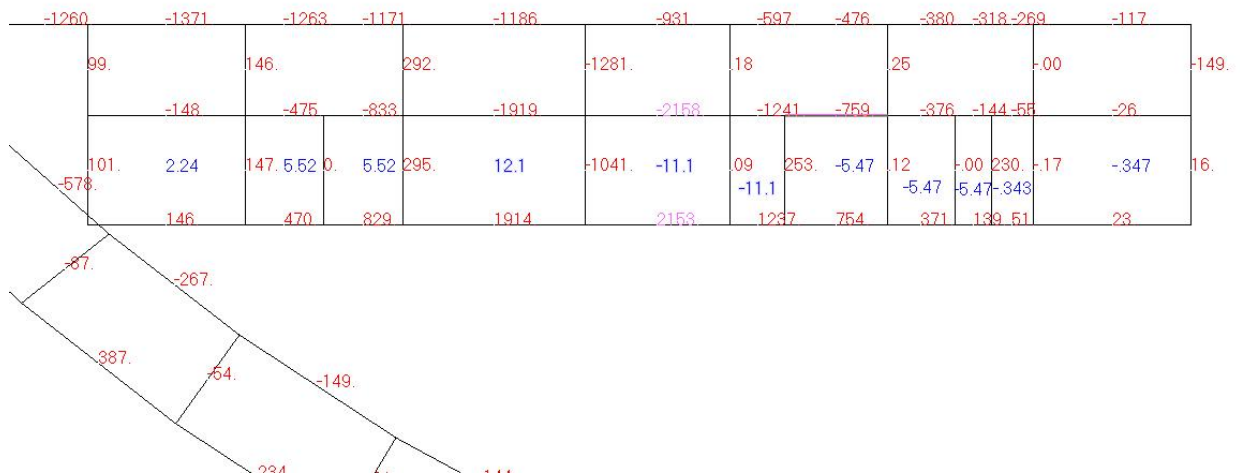 -1260 -1371 -1263 -1171 -1186 -931 -597 -476 -380 -318 -269 -117
99. 146. 292. -1281. .18 .25 -.00 -149.
-148 -475 -833 -1919 -2158 -1241 -759 -376 -144 -55 -26
101. 2.24 147. 5.52 0. 5.52 295. 12.1 -1041. -11.1 .09 253. -5.47 .12 -.00 230. -.17 -.347 16.
-578. -11.1 -5.47 -5.47 -.343
146 470 829 1914 2153 1237 754 371 139 51 23
-87. -267.
387. -54. -149.
234